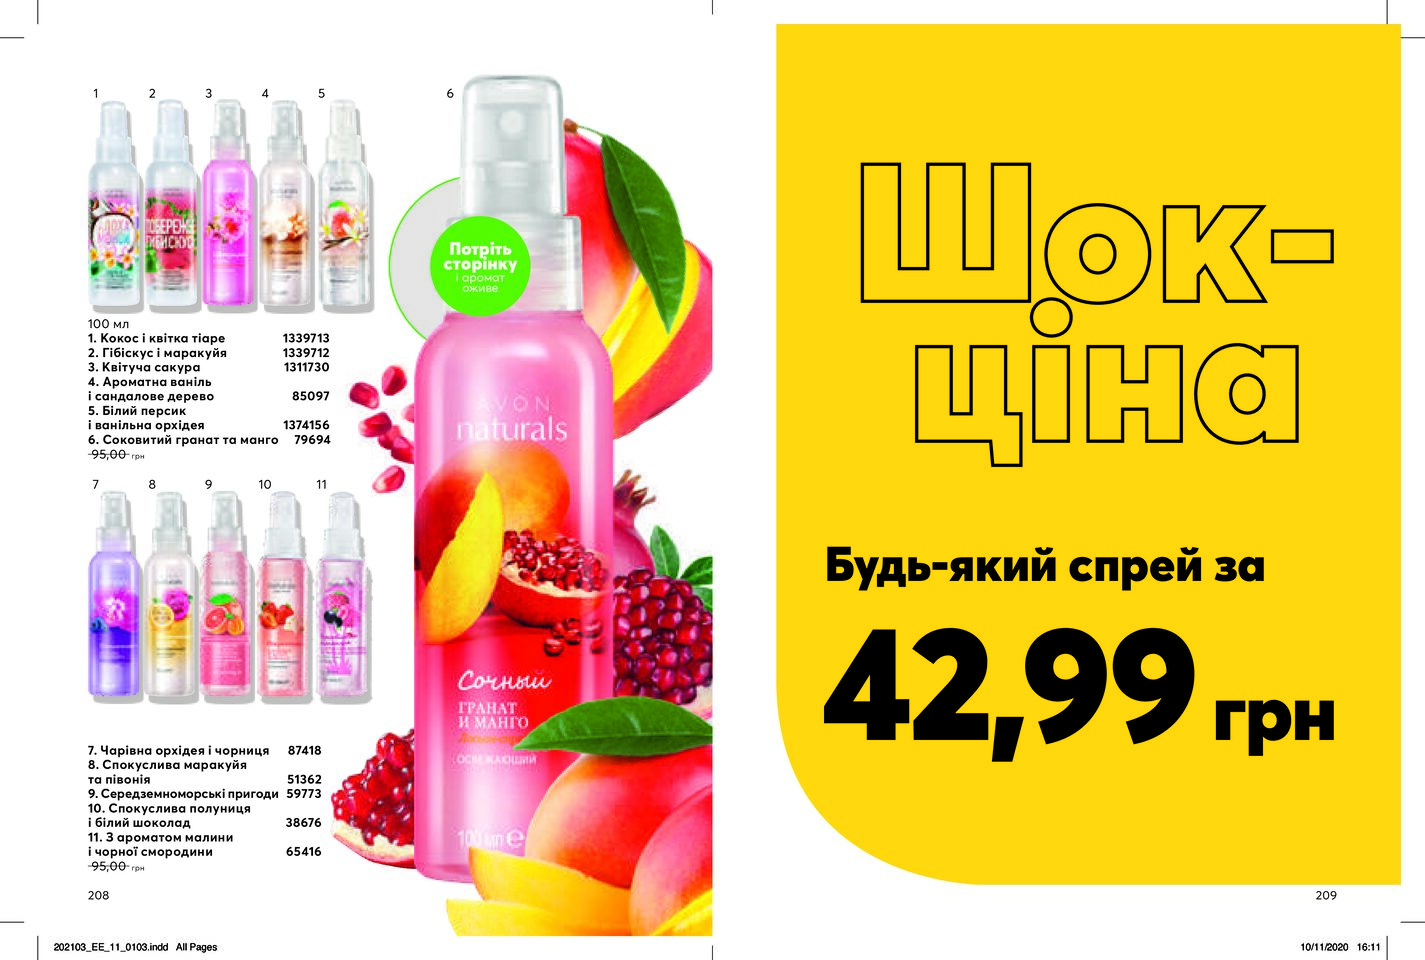 1 2 3 4 5
6
Потріть
сторінку
і аромат
оживе
100 мл
1. Кокос і квітка тіаре 1339713
2. Гібіскус і маракуйя 1339712
3. Квітуча сакура 1311730
4. Ароматна ваніль
і сандалове дерево 85097
5. Білий персик
і ванільна орхідея 1374156
6. Соковитий гранат та манго 79694
95,00 грн
7 8 9 10 11
AVON
naturals
Сочный
ГРАНАТ
И МАНГО
Лосьон-спрей
ОСВЕЖАЮЩИЙ
100 мл e
7. Чарівна орхідея і чорниця 87418
8. Спокуслива маракуйя
та півонія 51362
9. Середземноморські пригоди 59773
10. Спокуслива полуниця
і білий шоколад 38676
11. З ароматом малини
і чорної смородини 65416
95,00 грн
208
Шок-
ціна
Будь-який спрей за
42,99 грн
209
202103_EE_11_0103.indd All Pages
10/11/2020 16:11